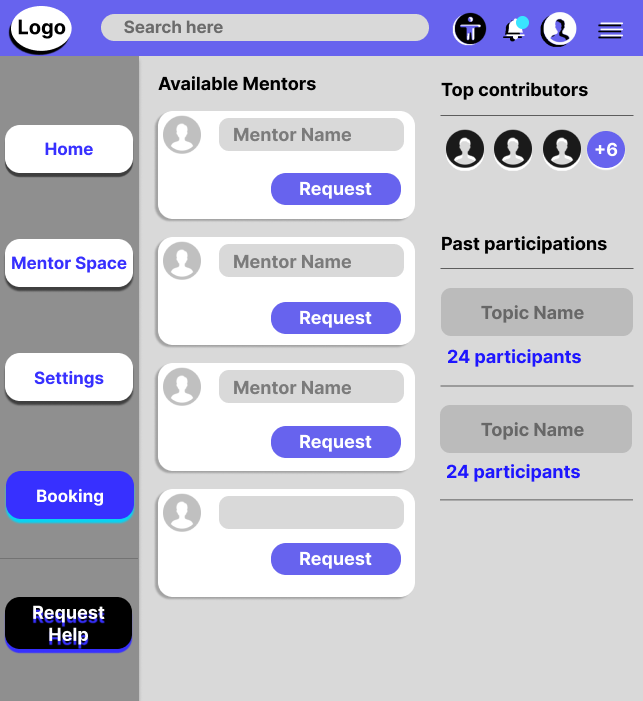 Logo
Search here
Home
Mentor Space
Settings
Booking
Request
Help
Available Mentors
Mentor Name
Request
Mentor Name
Request
Mentor Name
Request
Request
Top contributors
+6
Past participations
Topic Name
24 participants
Topic Name
24 participants